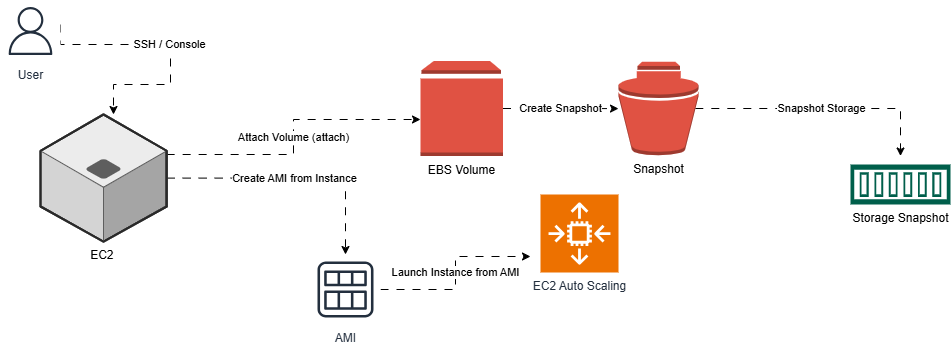 SSH / Console
User
Attach Volume (attach)
Create Snapshot
Snapshot Storage
EBS Volume
Snapshot
Create AMI from Instance
Storage Snapshot
EC2
Launch Instance from AMI
EC2 Auto Scaling
AMI